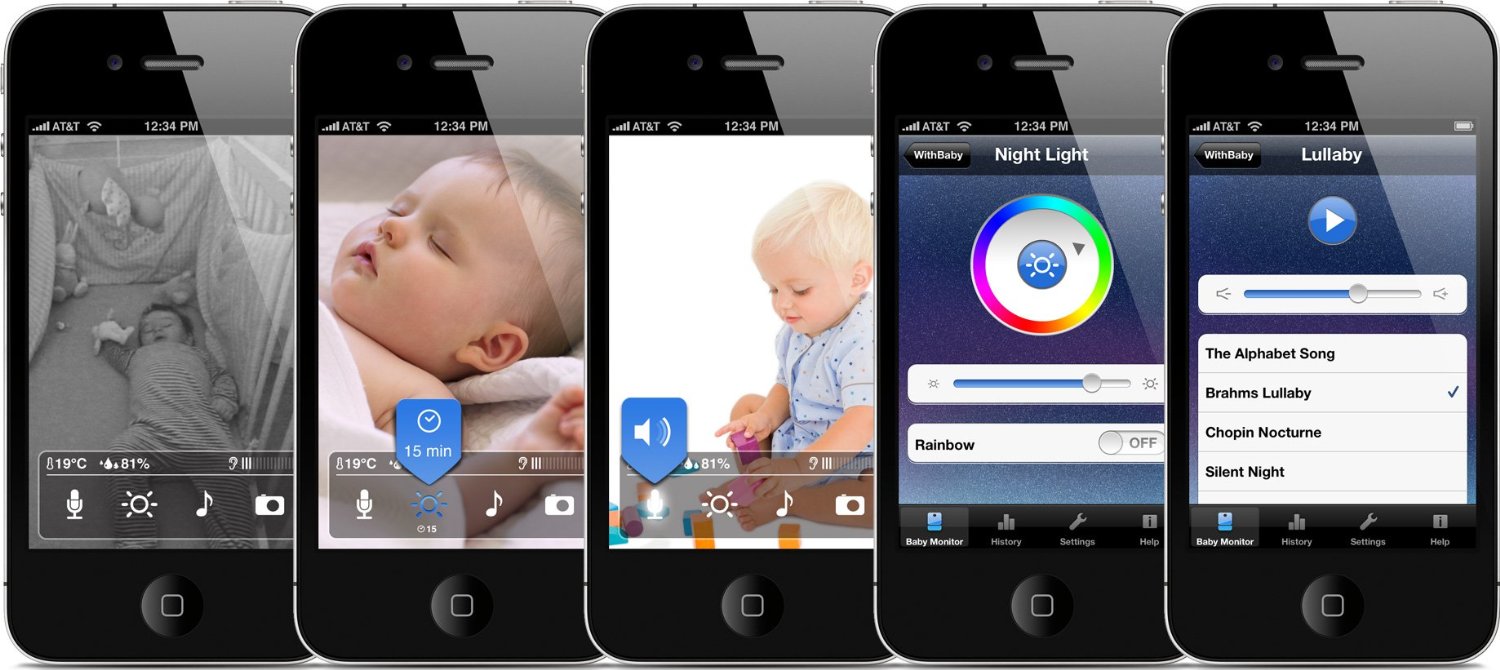 AT&T 12:34 PM
19°C 81%
AT&T 12:34 PM
15 min
19°C
15
AT&T 12:34 PM
81%
AT&T 12:34 PM
WithBaby Night Light
Rainbow OFF
Baby Monitor History Settings Help
AT&T 12:34 PM
WithBaby Lullaby
The Alphabet Song
Brahms Lullaby
Chopin Nocturne
Silent Night
Baby Monitor History Settings Help